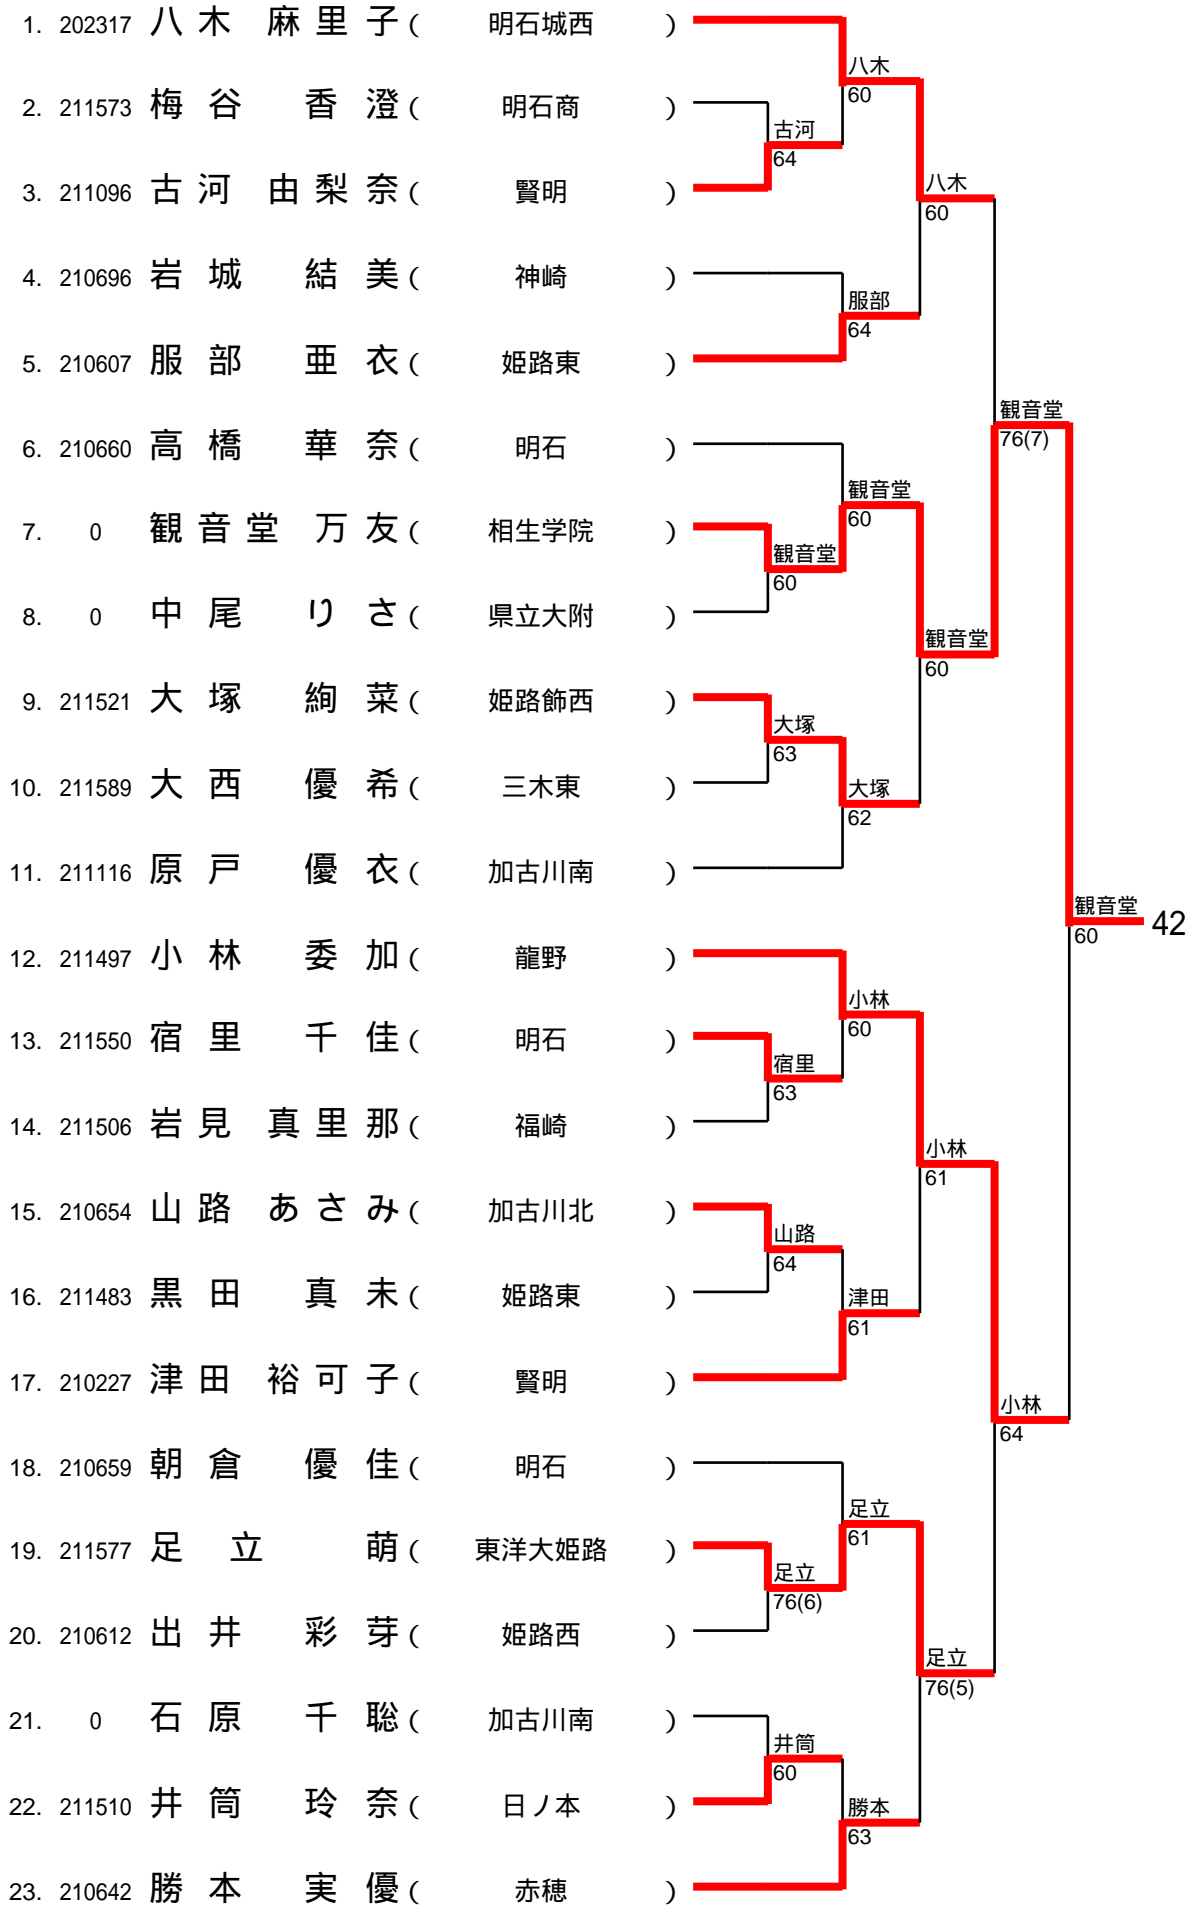 1. 202317 八木 麻里子 ( 明石城西 )
八木
60
2. 211573 梅谷 香澄 ( 明石商 )
古河
64
3. 211096 古河 由梨奈 ( 賢明 )
八木
60
4. 210696 岩城 結美 ( 神崎 )
服部
64
5. 210607 服部 亜衣 ( 姫路東 )
観音堂
76(7)
6. 210660 高橋 華奈 ( 明石 )
観音堂
60
7. 0 観音堂 万友 ( 相生学院 )
観音堂
60
8. 0 中尾 りさ ( 県立大附 )
観音堂
60
9. 211521 大塚 絢菜 ( 姫路飾西 )
大塚
63
10. 211589 大西 優希 ( 三木東 )
大塚
62
11. 211116 原戸 優衣 ( 加古川南 )
観音堂
60
42
12. 211497 小林 委加 ( 龍野 )
小林
60
13. 211550 宿里 千佳 ( 明石 )
宿里
63
14. 211506 岩見 真里那 ( 福崎 )
小林
61
15. 210654 山路 あさみ ( 加古川北 )
山路
64
16. 211483 黒田 真未 ( 姫路東 )
津田
61
17. 210227 津田 裕可子 ( 賢明 )
小林
64
18. 210659 朝倉 優佳 ( 明石 )
足立
61
19. 211577 足立 萌 ( 東洋大姫路 )
足立
76(6)
20. 210612 出井 彩芽 ( 姫路西 )
足立
76(5)
21. 0 石原 千聡 ( 加古川南 )
井筒
60
22. 211510 井筒 玲奈 ( 日ノ本 )
勝本
63
23. 210642 勝本 実優 ( 赤穂 )